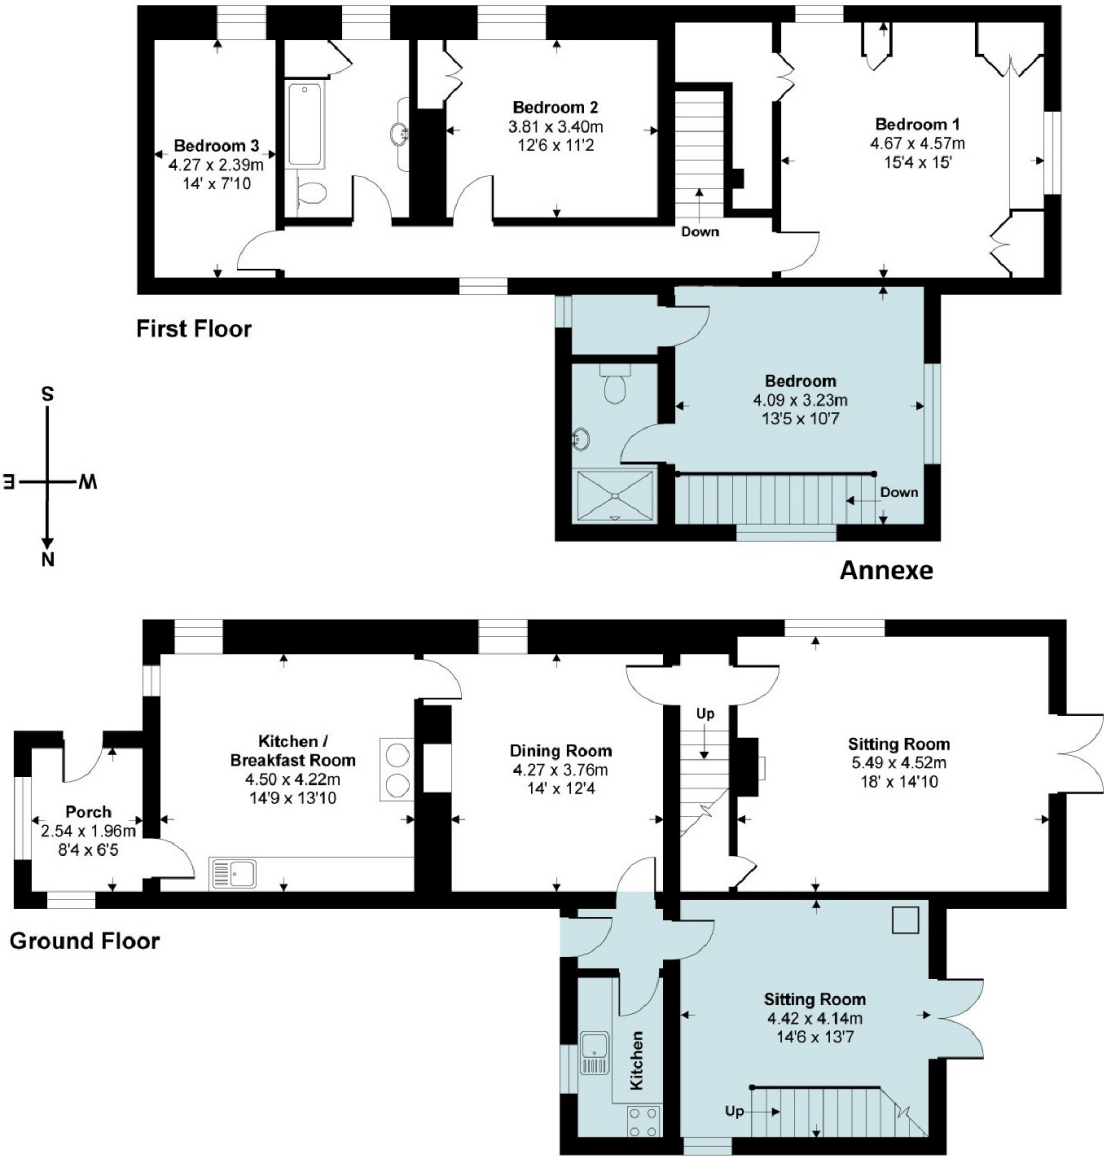 Bedroom 3
4.27 x 2.39m
14' x 7'10
Bedroom 2
3.81 x 3.40m
12'6 x 11'2
Bedroom 1
4.67 x 4.57m
15'4 x 15'
Down
First Floor
Bedroom
4.09 x 3.23m
13'5 x 10'7
Down
Annexe
S
E
W
N
Kitchen /
Breakfast Room
4.50 x 4.22m
14'9 x 13'10
Dining Room
4.27 x 3.76m
14' x 12'4
Up
Sitting Room
5.49 x 4.52m
18' x 14'10
Porch
2.54 x 1.96m
8'4 x 6'5
Ground Floor
Sitting Room
4.42 x 4.14m
14'6 x 13'7
Kitchen
Up